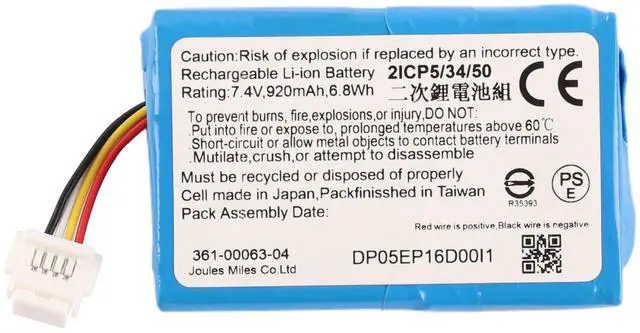 Caution:Risk of explosion if replaced by an incorrect type.
Rechargeable Li-ion Battery 2ICP5/34/50
Rating:7.4V,920mAh,6.8Wh 二次鋰電池組
CE
To prevent burns, fire,explosions,or injury,DO NOT:
.Put into fire or expose to, prolonged temperatures above 60℃
.Short-circuit or allow metal objects to contact battery terminals
.Mutilate,crush,or attempt to disassemble
Must be recycled or disposed of properly
Cell made in Japan,Packfinisshed in Taiwan
Pack Assembly Date:
R35393
PS
E
Red wire is positive,Black wire is negative
361-00063-04
Joules Miles Co.Ltd
DP05EP16D00I1